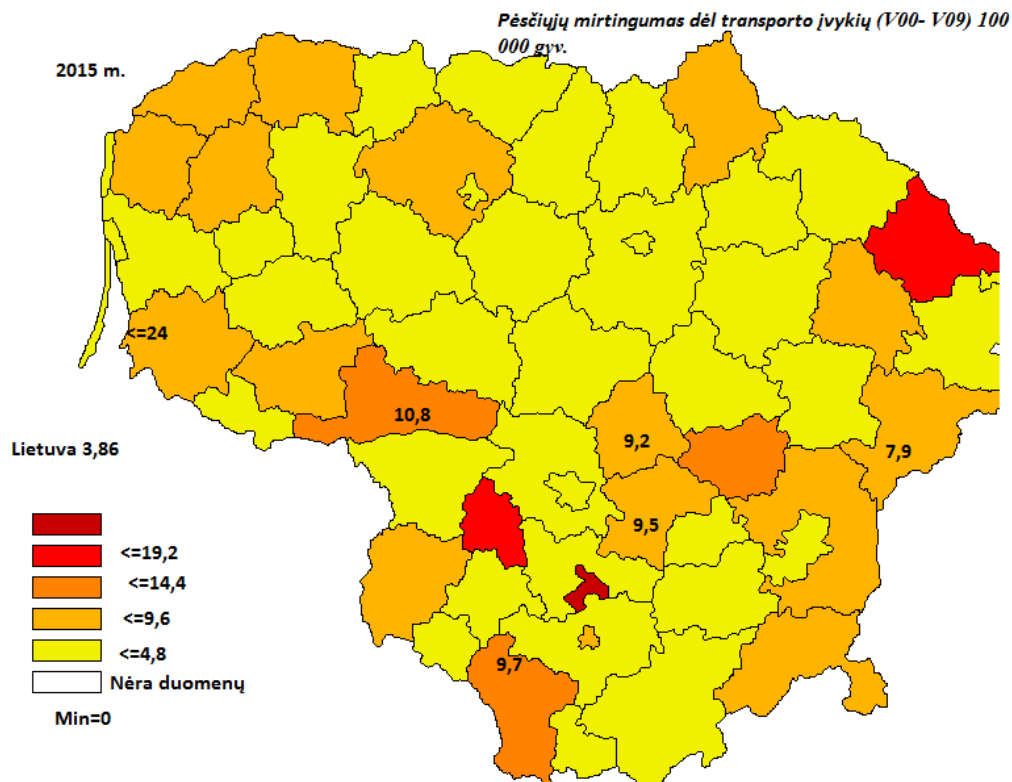 Pėsčiųjų mirtingumas dėl transporto įvykių (V00- V09) 100
000 gyv.
2015 m.
<=24
10,8
9,2
Lietuva 3,86
7,9
9,5
<=19,2
<=14,4
<=9,6
<=4,8
9,7
Nėra duomenų
Min=0